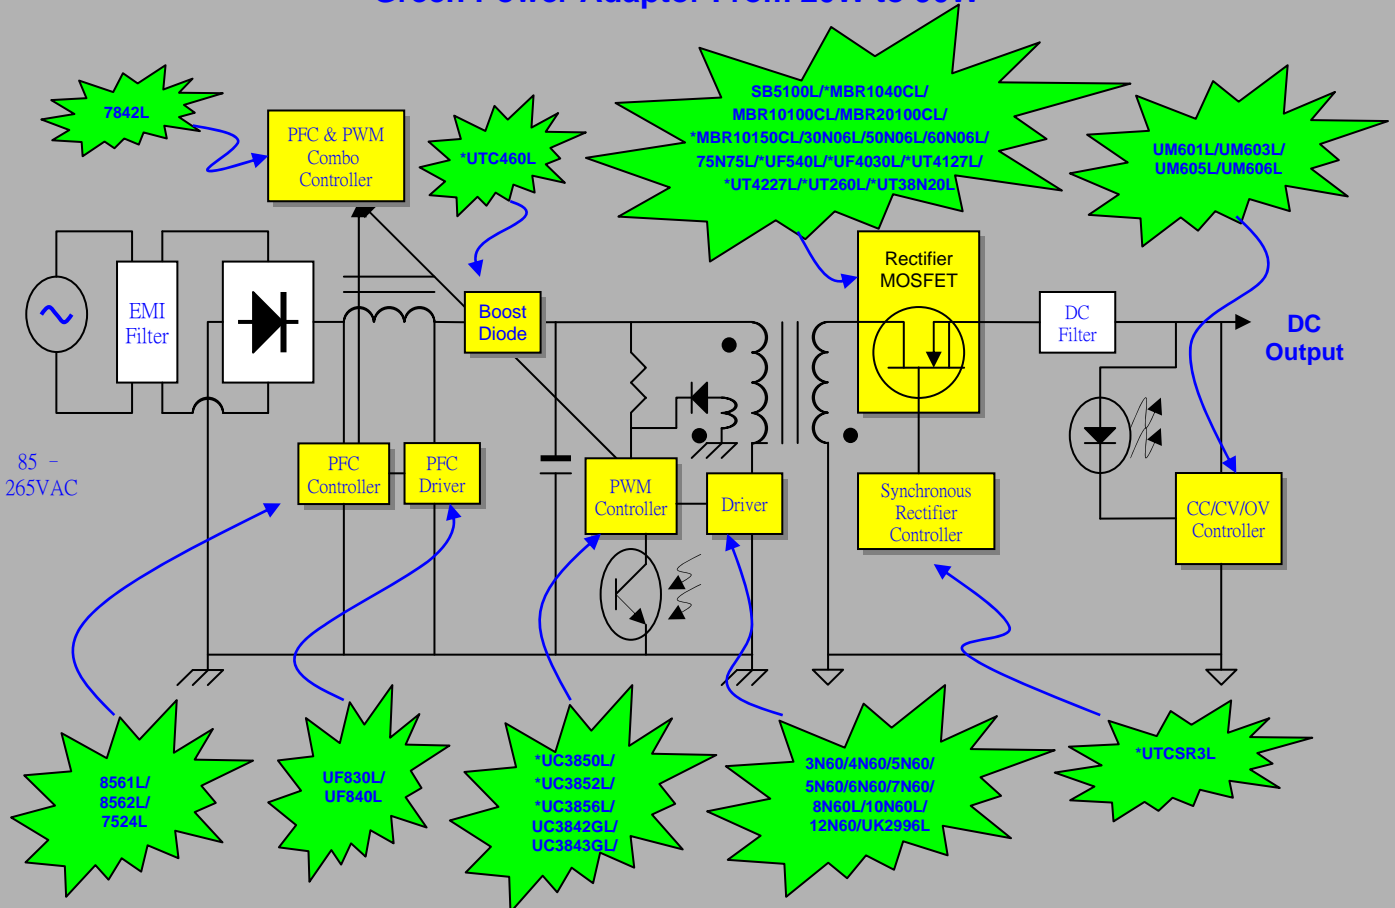 7842L
PFC & PWM
Combo
Controller
*UTC460L
SB5100L/*MBR1040CL/
MBR10100CL/MBR20100CL/
*MBR10150CL/30N06L/50N06L/60N06L/
75N75L/*UF540L/*UF4030L/*UT4127L/
*UT4227L/*UT260L/*UT38N20L
UM601L/UM603L/
UM605L/UM606L
Rectifier
MOSFET
EMI
Filter
Boost
Diode
DC
Filter
DC
Output
85 –
265VAC
PFC
Controller
PFC
Driver
PWM
Controller
Driver
Synchronous
Rectifier
Controller
CC/CV/OV
Controller
8561L/
8562L/
7524L
UF830L/
UF840L
*UC3850L/
*UC3852L/
*UC3856L/
UC3842GL/
UC3843GL/
3N60/4N60/5N60/
5N60/6N60/7N60/
8N60L/10N60L/
12N60/UK2996L
*UTCSR3L